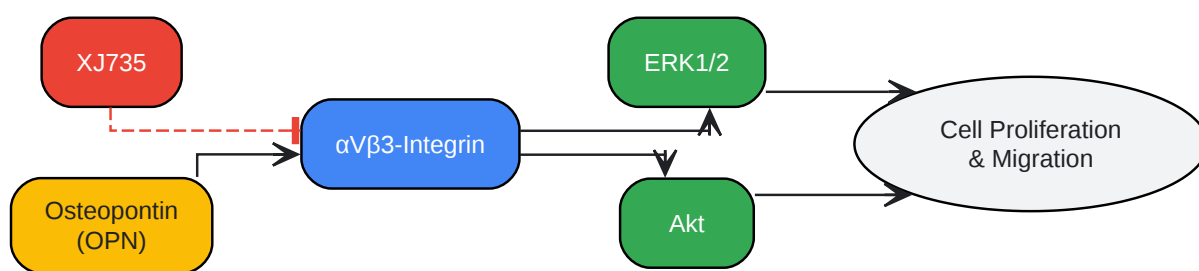 XJ735
ERK1/2
αVβ3-Integrin
Cell Proliferation
& Migration
Osteopontin
(OPN)
Akt